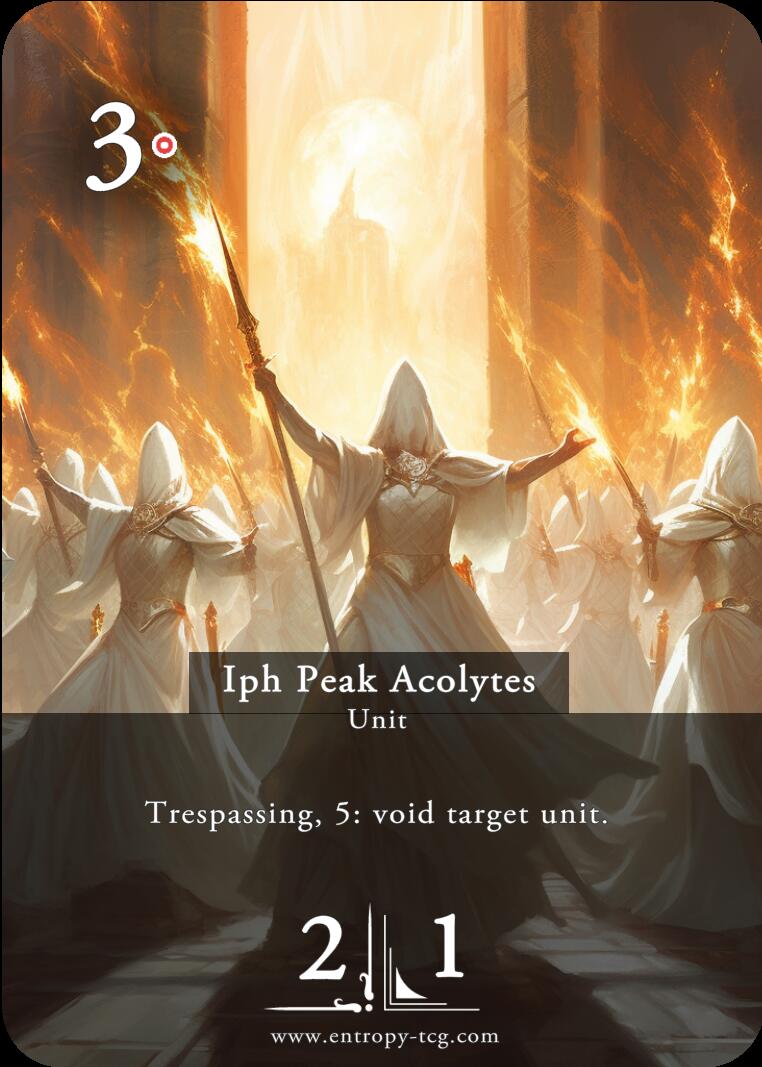 3
Iph Peak Acolytes
Unit
Trespassing, 5: void target unit.
2 1
www.entropy-tcg.com